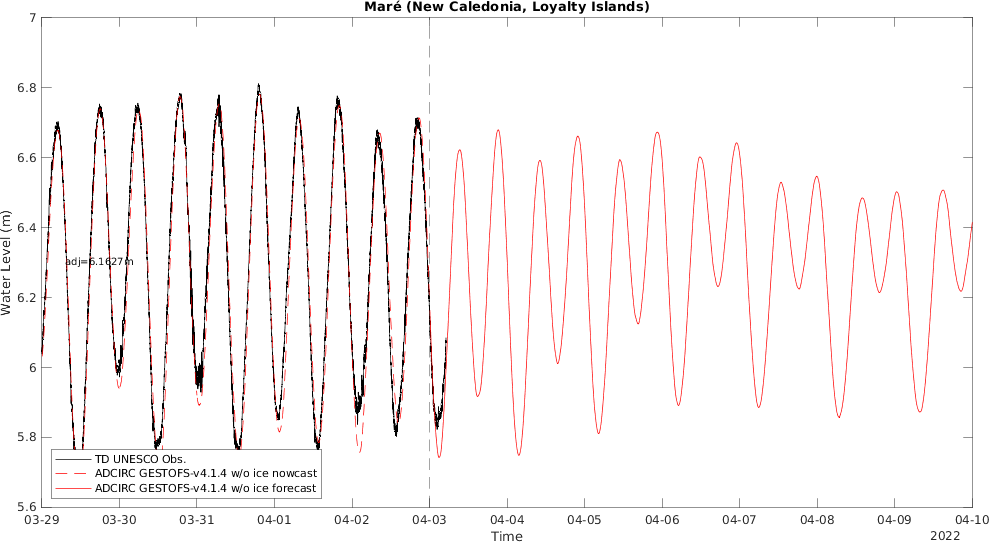 Maré (New Caledonia, Loyalty Islands)
7
6.8
6.6
6.4
6.2
6
5.8
5.6
Water Level (m)
adj=6.1627m
TD UNESCO Obs.
ADCIRC GESTOFS-v4.1.4 w/o ice nowcast
ADCIRC GESTOFS-v4.1.4 w/o ice forecast
03-29 03-30 03-31 04-01 04-02 04-03 04-04 04-05 04-06 04-07 04-08 04-09 04-10
Time
2022